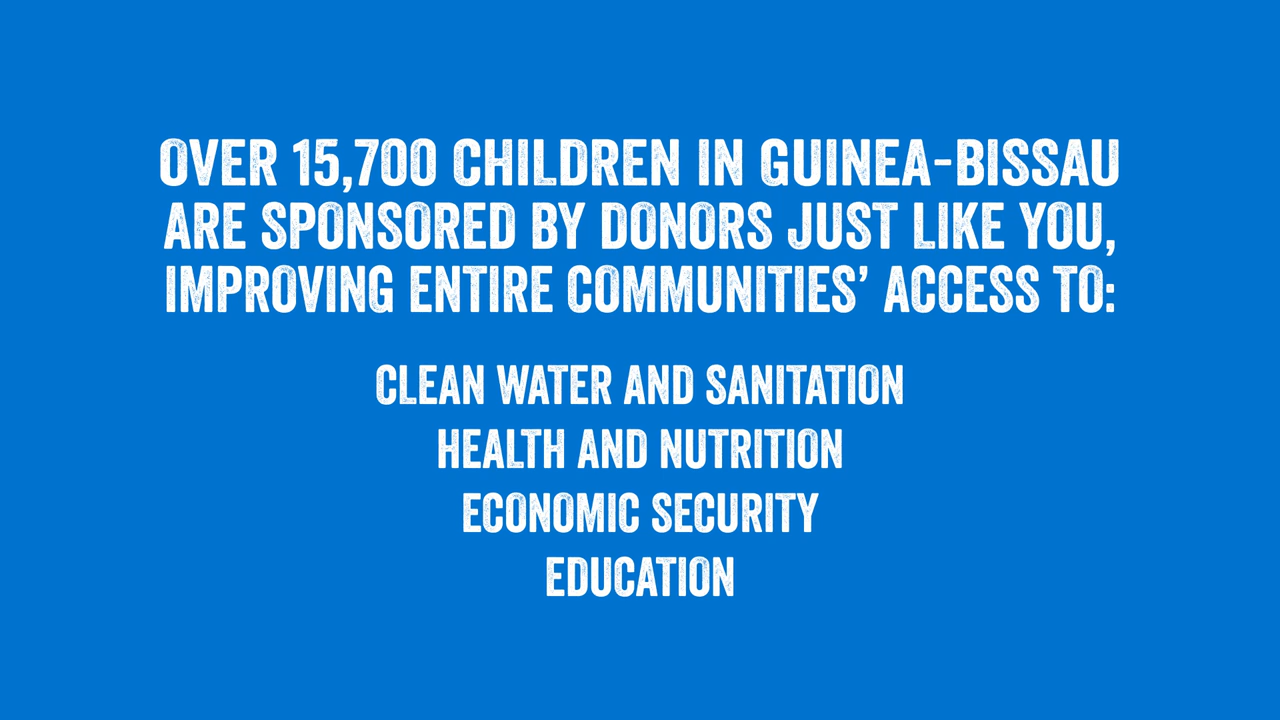 OVER 15,700 CHILDREN IN GUINEA-BISSAU
ARE SPONSORED BY DONORS JUST LIKE YOU,
IMPROVING ENTIRE COMMUNITIES’ ACCESS TO:
CLEAN WATER AND SANITATION
HEALTH AND NUTRITION
ECONOMIC SECURITY
EDUCATION